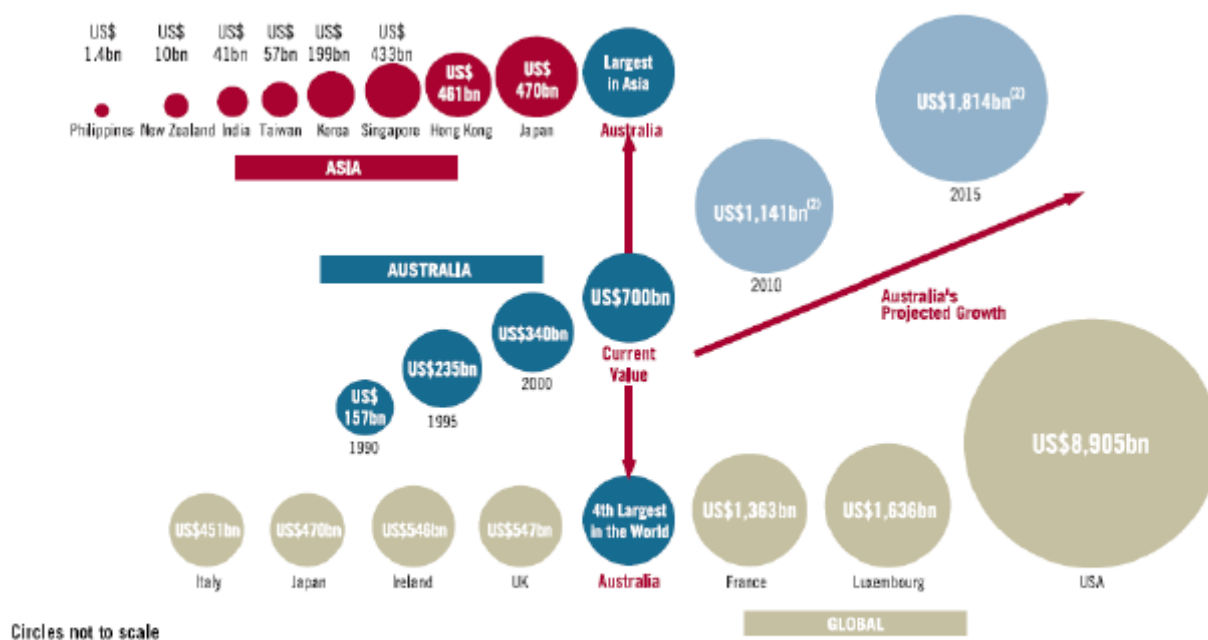 US$ 1.4bn
US$ 10bn
US$ 41bn
US$ 57bn
US$ 199bn
US$ 433bn
US$ 461bn
US$ 470bn
Largest in Asia
Philippines New Zealand India Taiwan Korea Singapore Hong Kong Japan Australia
ASIA
US$1,814bn(2)
2015
US$1,141bn(2)
2010
AUSTRALIA
US$700bn
Current
Value
Australia's
Projected Growth
US$340bn
2000
US$235bn
1995
US$
157bn
1990
US$8,905bn
US$451bn
US$470bn
US$546bn
US$547bn
4th Largest
in the World
US$1,363bn
US$1,636bn
Italy Japan Ireland UK Australia France Luxembourg USA
GLOBAL
Circles not to scale